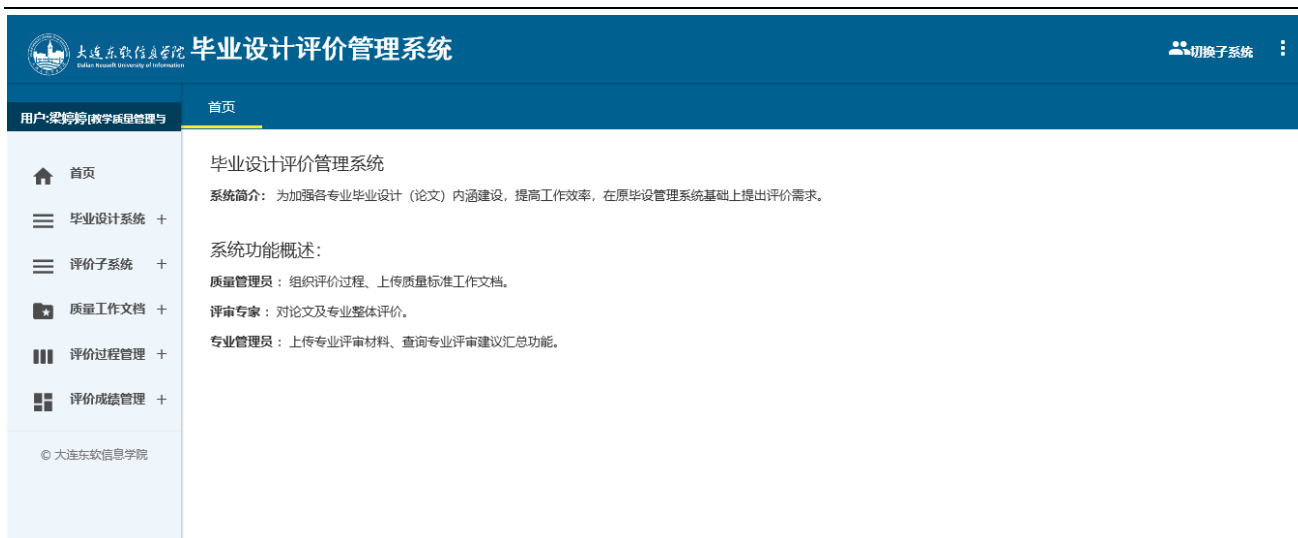 大连东软信息学院
Dalian Neusoft University of Information
毕业设计评价管理系统
切换子系统
用户:梁婷婷[教学质量管理与
首页
首页
毕业设计系统 +
评价子系统 +
质量工作文档 +
评价过程管理 +
评价成绩管理 +
© 大连东软信息学院
毕业设计评价管理系统
系统简介： 为加强各专业毕业设计（论文）内涵建设，提高工作效率，在原毕设管理系统基础上提出评价需求。
系统功能概述：
质量管理员 ：组织评价过程、上传质量标准工作文档。
评审专家 ：对论文及专业整体评价。
专业管理员 ：上传专业评审材料、查询专业评审建议汇总功能。